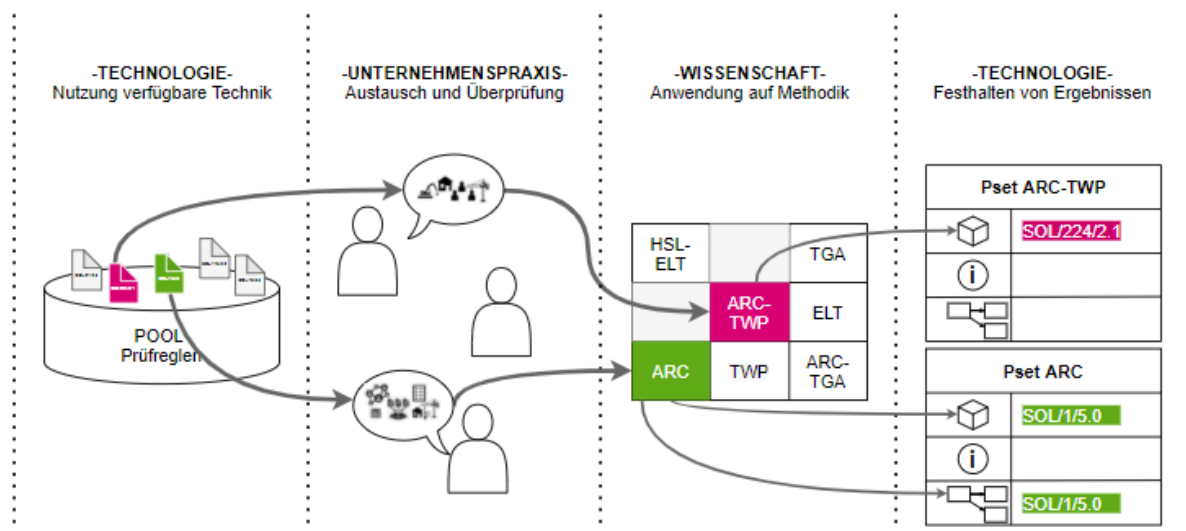 -TECHNOLOGIE-
Nutzung verfügbare Technik
-UNTERNEHMENSPRAXIS-
Austausch und Überprüfung
-WISSENSCHAFT-
Anwendung auf Methodik
-TECHNOLOGIE-
Festhalten von Ergebnissen
POOL
Prüfreglen
HSL-
ELT
TGA
ARC-
TWP
ELT
ARC
TWP
ARC-
TGA
Pset ARC-TWP
SOL/224/2.1
i
Pset ARC
SOL/1/5.0
i
SOL/1/5.0